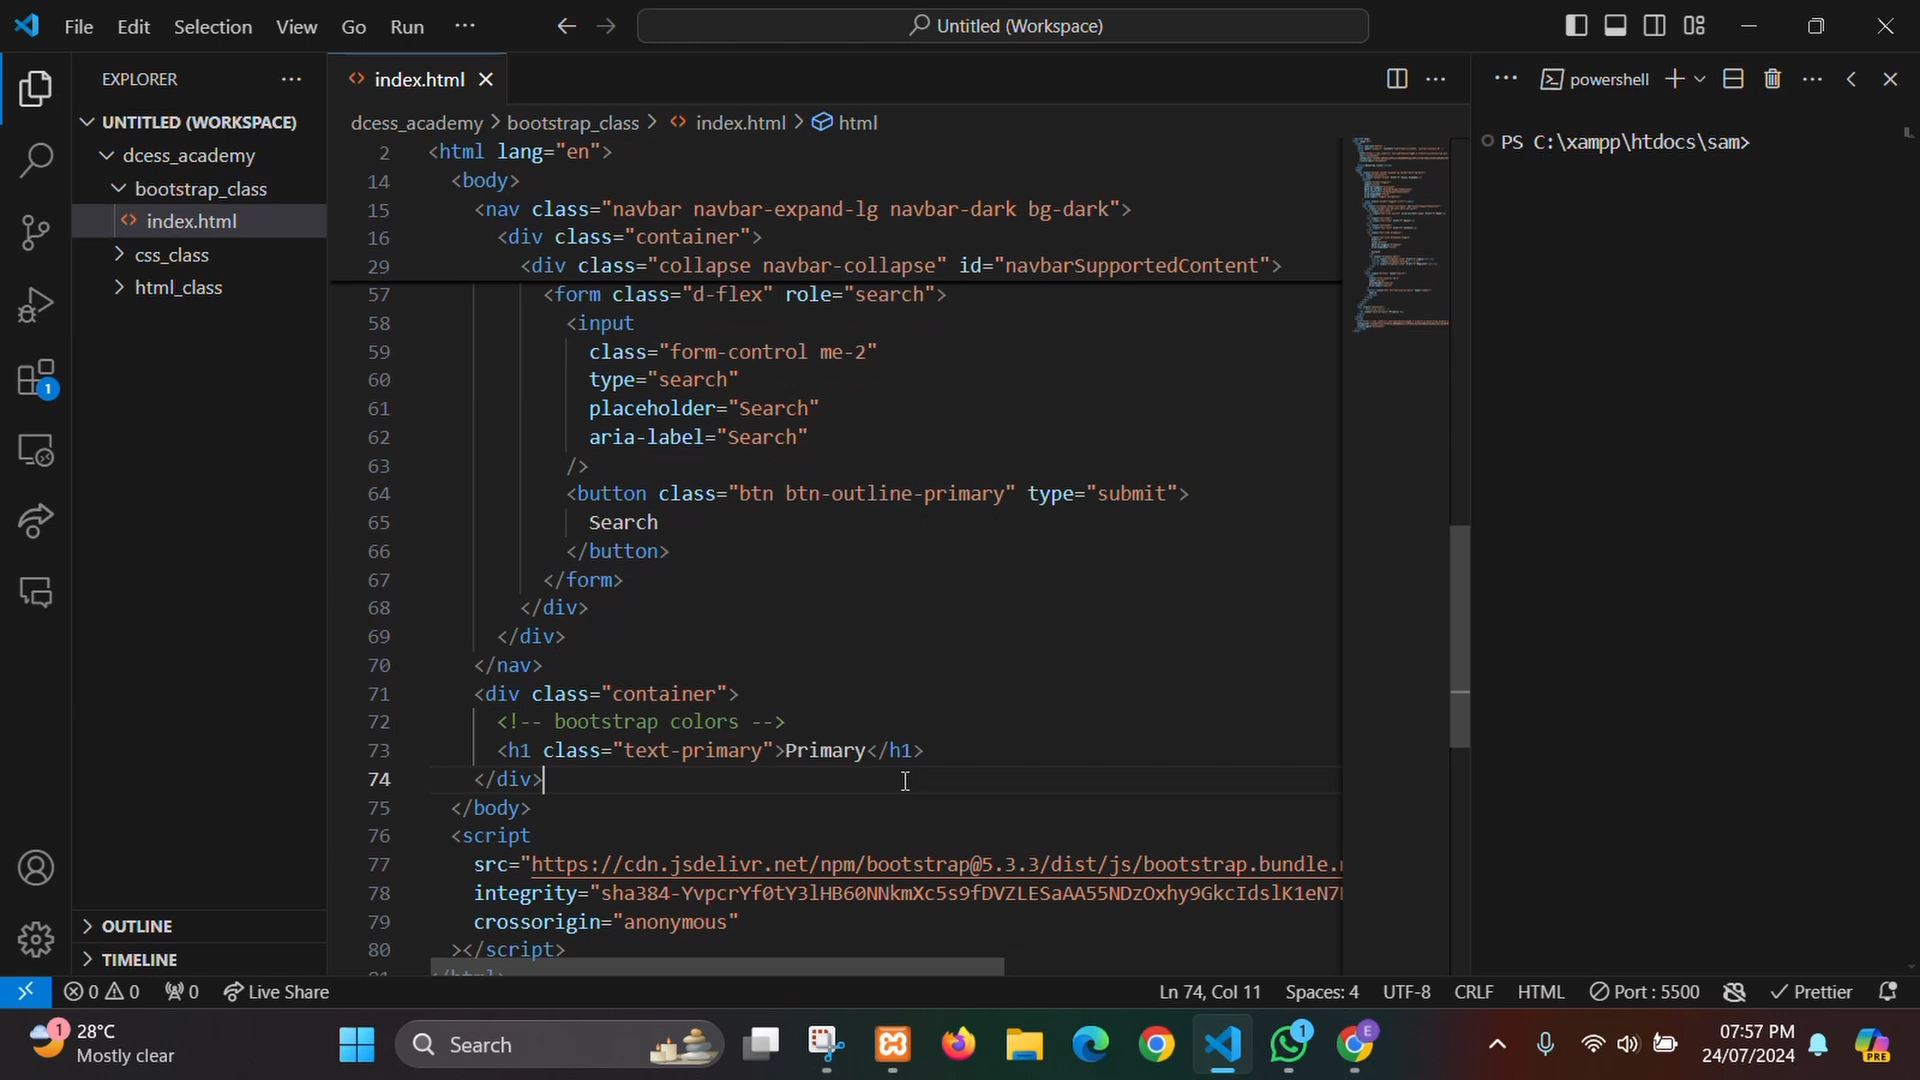 File Edit Selection View Go Run ···
Untitled (Workspace)
EXPLORER
index.html
powershell
UNTITLED (WORKSPACE)
dcess_academy
bootstrap_class
index.html
css_class
html_class
dcess_academy > bootstrap_class > index.html > html
PS C:\xampp\htdocs\sam>
2 <html lang="en">
14 <body>
15 <nav class="navbar navbar-expand-lg navbar-dark bg-dark">
16 <div class="container">
29 <div class="collapse navbar-collapse" id="navbarSupportedContent">
57 <form class="d-flex" role="search">
58 <input
59 class="form-control me-2"
60 type="search"
61 placeholder="Search"
62 aria-label="Search"
63 />
64 <button class="btn btn-outline-primary" type="submit">
65 Search
66 </button>
67 </form>
68 </div>
69 </div>
70 </nav>
71 <div class="container">
72 <!-- bootstrap colors -->
73 <h1 class="text-primary">Primary</h1>
74 </div>
75 </body>
76 <script
77 src="https://cdn.jsdelivr.net/npm/bootstrap@5.3.3/dist/js/bootstrap.bundle.
78 integrity="sha384-YvpcrYf0tY3lHB60NNkmXc5s9fDVZLESaAA55NDzOxhy9GkcIdslK1eN7
79 crossorigin="anonymous"
80 ></script>
1
OUTLINE
TIMELINE
0 0 0 Live Share
Ln 74, Col 11 Spaces: 4 UTF-8 CRLF HTML Port : 5500 Prettier
1 28°C
Mostly clear
Search
1
E
07:57 PM
24/07/2024
PRE